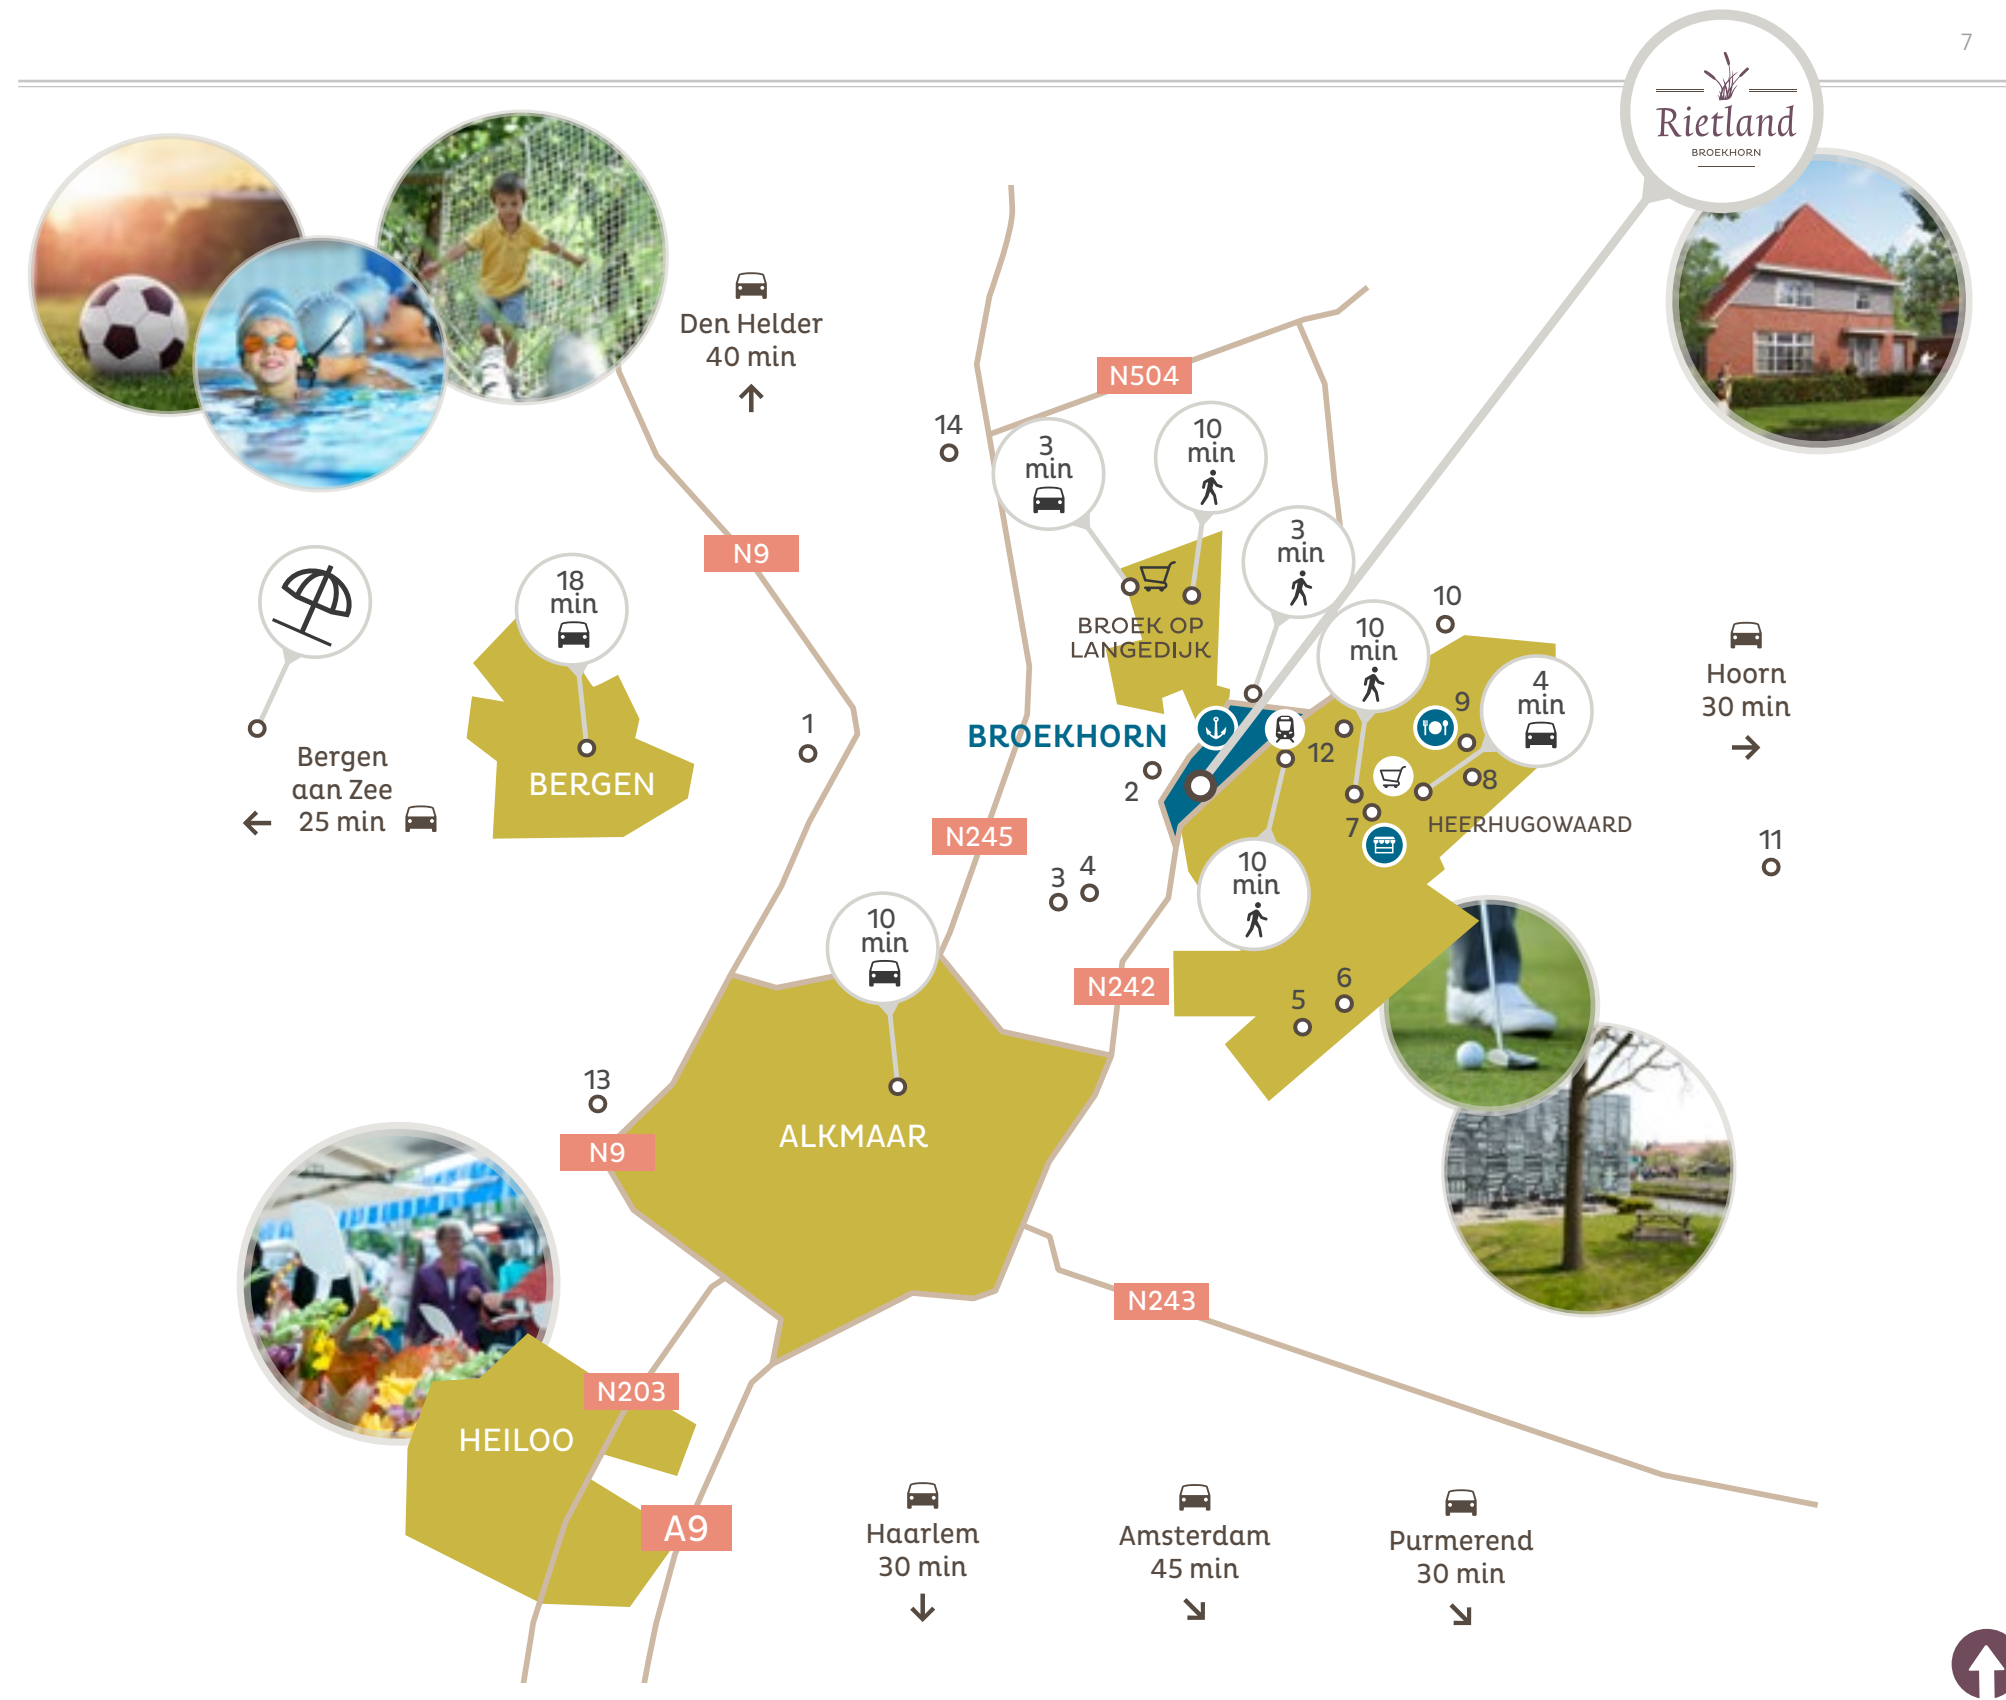 7
Rietland
BROEKHORN
Den Helder
40 min
N504
14
3
min
10
min
N9
3
min
18
min
10
BROEK OP
LANGEDIJK
10
min
Hoorn
30 min
4
min
9
1
BROEKHORN
12
2
8
Bergen
aan Zee
25 min
BERGEN
7
HEERHUGOWAARD
N245
11
3
4
10
min
10
min
N242
5
6
13
N9
ALKMAAR
N243
N203
HEILOO
A9
Haarlem
30 min
Amsterdam
45 min
Purmerend
30 min